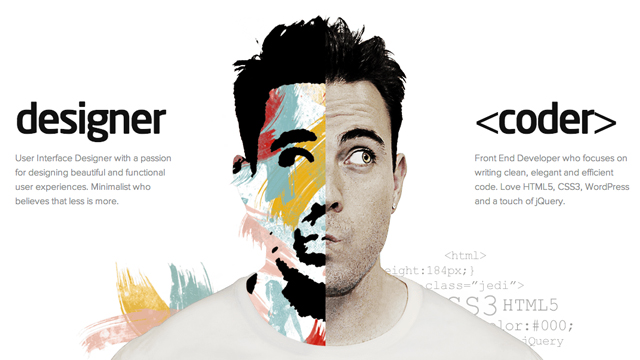 designer
User Interface Designer with a passion
for designing beautiful and functional
user experiences. Minimalist who
believes that less is more.
<coder>
Front End Developer who focuses on
writing clean, elegant and efficient
code. Love HTML5, CSS3, WordPress
and a touch of jQuery.
<html>
eight:184px;}
class="jedi">
CSS3 HTML5
olor:#000;
jQuery